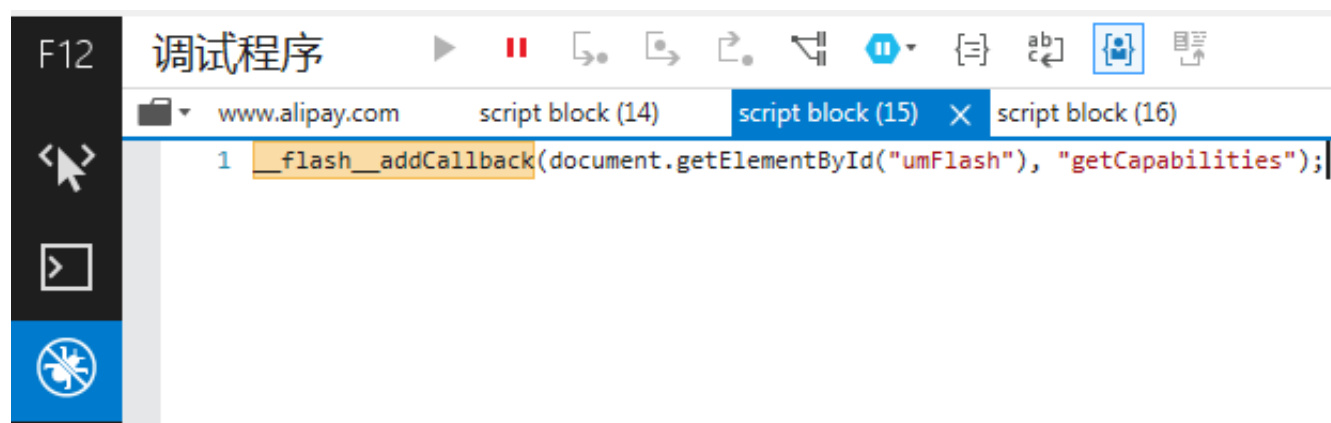 F12 调试程序
www.alipay.com script block (14) script block (15) script block (16)
1 __flash__addCallback(document.getElementById("umFlash"), "getCapabilities");